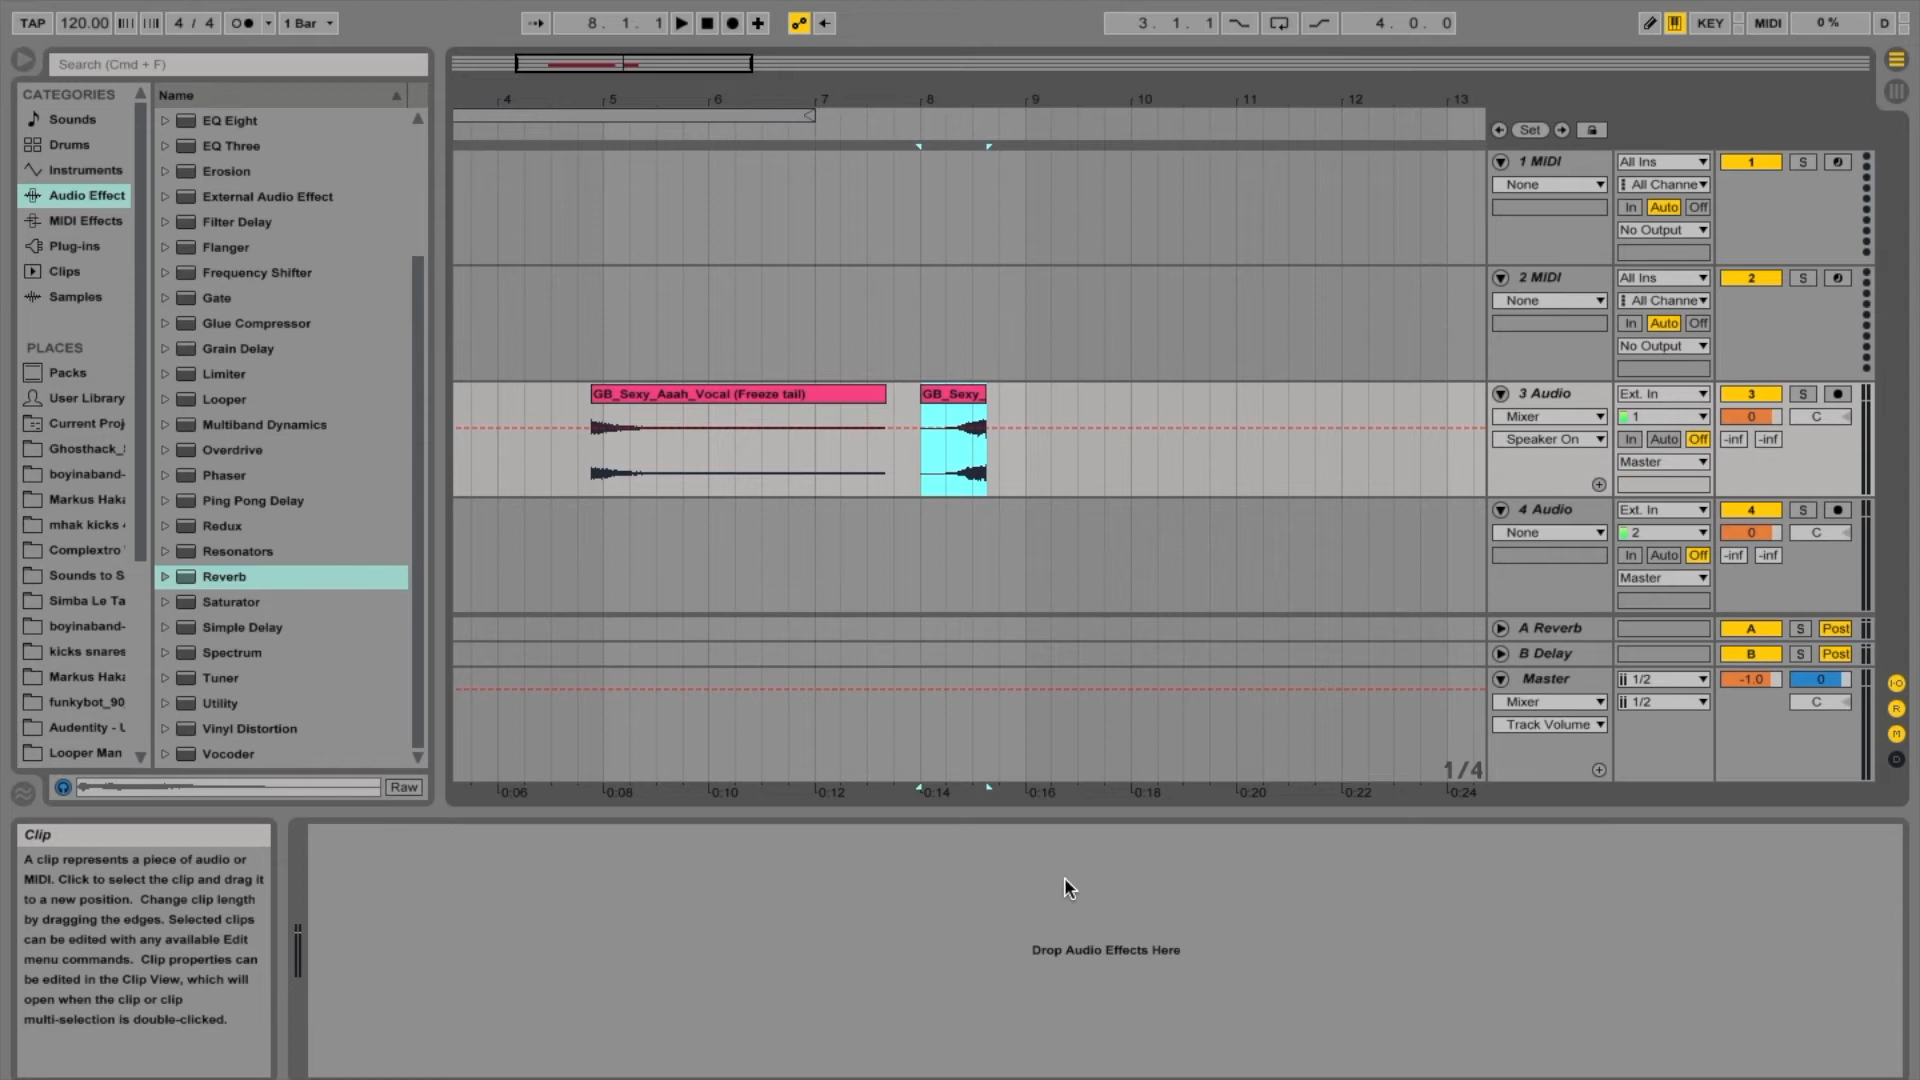 TAP 120.00 4 / 4 1 Bar 8. 1. 1 3. 1. 1 4. 0. 0 KEY MIDI 0 % D
Search (Cmd + F)
CATEGORIES
Sounds
Drums
Instruments
Audio Effect
MIDI Effects
Plug-ins
Clips
Samples
PLACES
Packs
User Library
Current Proj
Ghosthack_
boyinaband-
Markus Haka
mhak kicks
Complextro
Sounds to S
Simba Le Ta
boyinaband-
kicks snares
Markus Haka
funkybot_90
Audentity - 
Looper Man
Name
EQ Eight
EQ Three
Erosion
External Audio Effect
Filter Delay
Flanger
Frequency Shifter
Gate
Glue Compressor
Grain Delay
Limiter
Looper
Multiband Dynamics
Overdrive
Phaser
Ping Pong Delay
Redux
Resonators
Reverb
Saturator
Simple Delay
Spectrum
Tuner
Utility
Vinyl Distortion
Vocoder
Raw
4 5 6 7 8 9 10 11 12 13
Set
GB_Sexy_Aaah_Vocal (Freeze tail) GB_Sexy_
1/4
0:06 0:08 0:10 0:12 0:14 0:16 0:18 0:20 0:22 0:24
1 MIDI All Ins 1 S
None All Channe
In Auto Off
No Output
2 MIDI All Ins 2 S
None All Channe
In Auto Off
No Output
3 Audio Ext. In 3 S
Mixer 1 0 C
Speaker On In Auto Off -inf -inf
Master
4 Audio Ext. In 4 S
None 2 0 C
In Auto Off -inf -inf
Master
A Reverb A S Post
B Delay B S Post
Master 1/2 -1.0 0
Mixer 1/2 C
Track Volume
I·O
R
M
D
Clip
A clip represents a piece of audio or
MIDI. Click to select the clip and drag it
to a new position. Change clip length
by dragging the edges. Selected clips
can be edited with any available Edit
menu commands. Clip properties can
be edited in the Clip View, which will
open when the clip or clip
multi-selection is double-clicked.
Drop Audio Effects Here